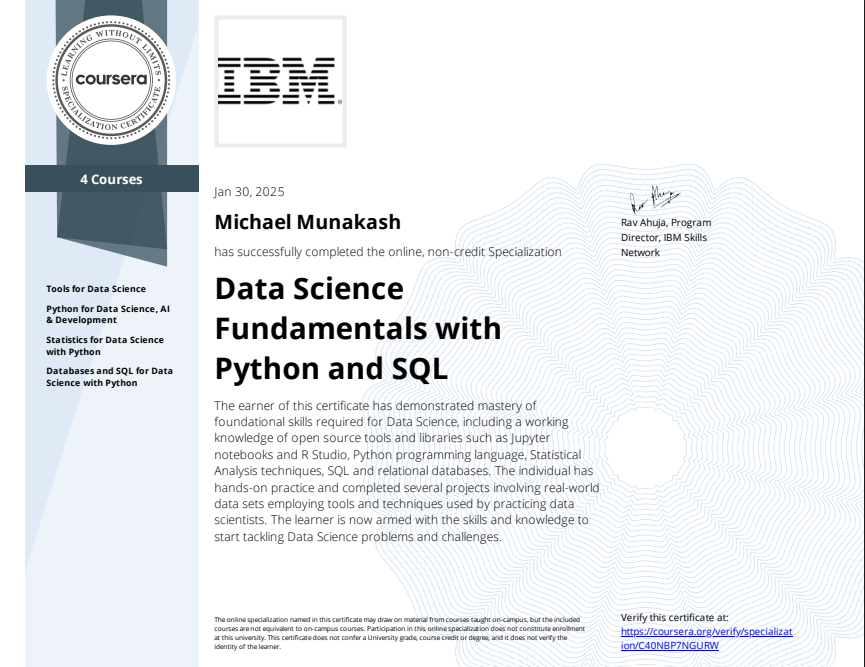 LEARNING WITHOUT LIMITS
coursera
SPECIALIZATION CERTIFICATE
4 Courses
Tools for Data Science
Python for Data Science, AI
& Development
Statistics for Data Science
with Python
Databases and SQL for Data
Science with Python
IBM®
Jan 30, 2025
Michael Munakash
has successfully completed the online, non-credit Specialization
Data Science
Fundamentals with
Python and SQL
The earner of this certificate has demonstrated mastery of
foundational skills required for Data Science, including a working
knowledge of open source tools and libraries such as Jupyter
notebooks and R Studio, Python programming language, Statistical
Analysis techniques, SQL and relational databases. The individual has
hands-on practice and completed several projects involving real-world
data sets employing tools and techniques used by practicing data
scientists. The learner is now armed with the skills and knowledge to
start tackling Data Science problems and challenges.
Rav Ahuja, Program
Director, IBM Skills
Network
The online specialization named in this certificate may draw on material from courses taught on-campus, but the included
courses are not equivalent to on-campus courses. Participation in this online specialization does not constitute enrollment
at this university. This certificate does not confer a University grade, course credit or degree, and it does not verify the
identity of the learner.
Verify this certificate at:
https://coursera.org/verify/specializat
ion/C40NBP7NGURW